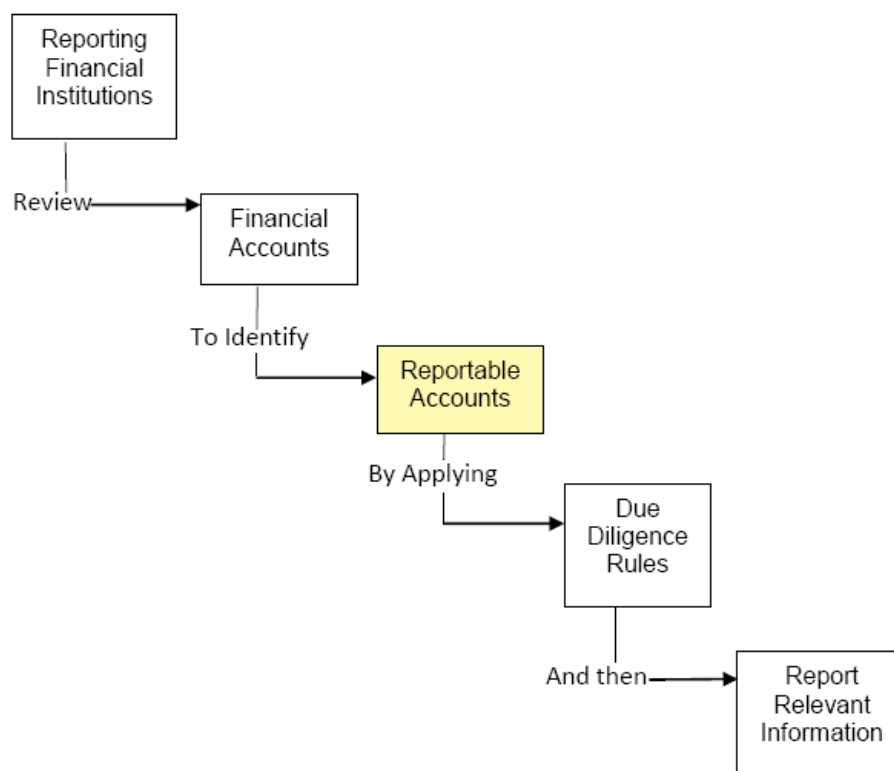 Reporting
Financial
Institutions
Review
Financial
Accounts
To Identify
Reportable
Accounts
By Applying
Due
Diligence
Rules
And then
Report
Relevant
Information